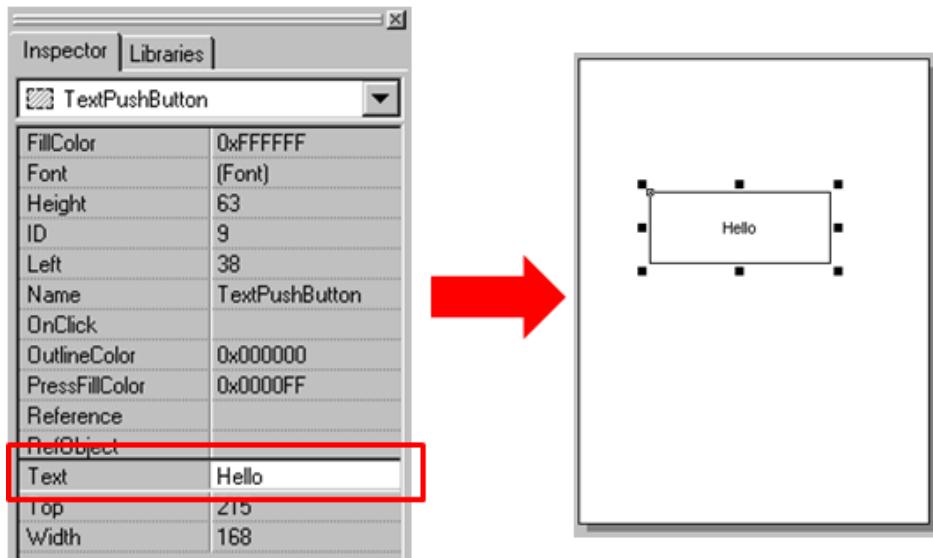 Inspector Libraries
TextPushButton
FillColor 0xFFFFFF
Font (Font)
Height 63
ID 9
Left 38
Name TextPushButton
OnClick
OutlineColor 0x000000
PressFillColor 0x0000FF
Reference
RefObject
Text Hello
Top 215
Width 168
Hello